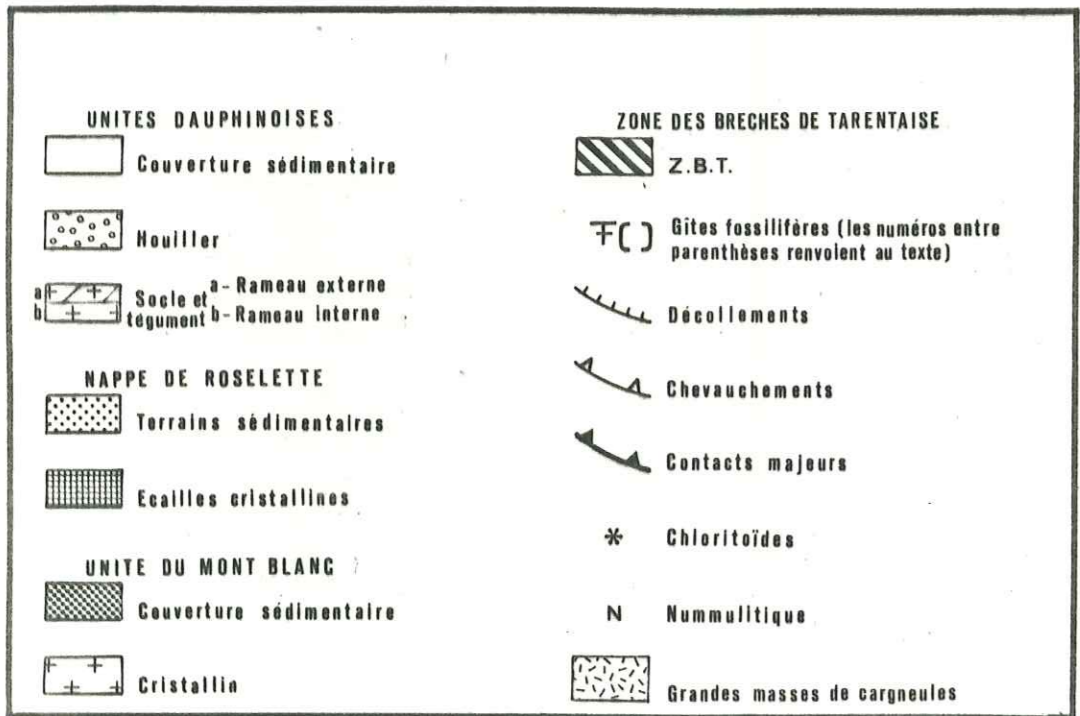 UNITES DAUPHINOISES
Couverture sédimentaire
Houiller
a
b
Socle et
tégument
a- Rameau externe
b- Rameau interne
NAPPE DE ROSELETTE
Terrains sédimentaires
Ecailles cristallines
UNITE DU MONT BLANC
Couverture sédimentaire
Cristallin
ZONE DES BRECHES DE TARENTAISE
Z.B.T.
( )
Gîtes fossilifères (les numéros entre
parenthèses renvoient au texte)
Décollements
Chevauchements
Contacts majeurs
* Chloritoïdes
N Nummulitique
Grandes masses de cargneules